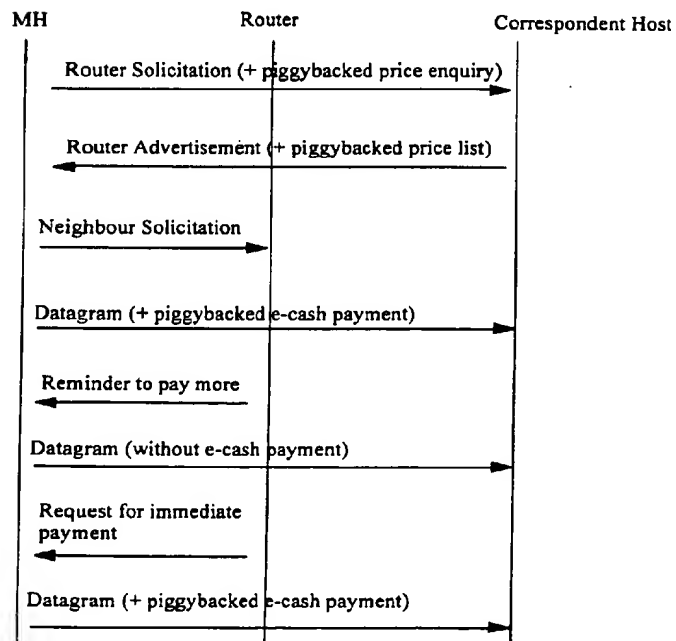 MH Router Correspondent Host
Router Solicitation (+ piggybacked price enquiry)
Router Advertisement (+ piggybacked price list)
Neighbour Solicitation
Datagram (+ piggybacked e-cash payment)
Reminder to pay more
Datagram (without e-cash payment)
Request for immediate
payment
Datagram (+ piggybacked e-cash payment)